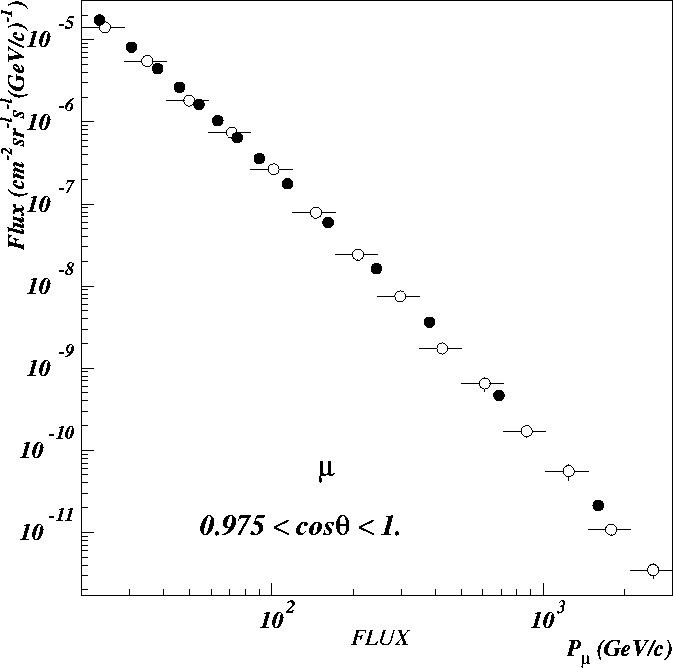 Flux (cm⁻² sr⁻¹ s⁻¹ (GeV/c)⁻¹)
10⁻⁵
10⁻⁶
10⁻⁷
10⁻⁸
10⁻⁹
10⁻¹⁰
10⁻¹¹
μ
0.975 < cosθ < 1.
10² 10³
FLUX
Pμ (GeV/c)